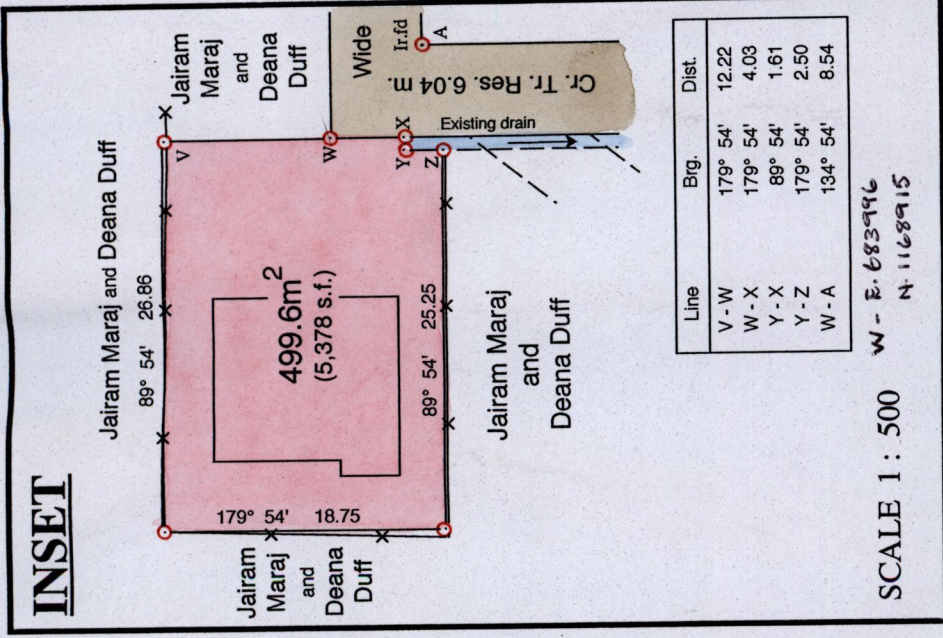 INSET
Jairam Maraj and Deana Duff
89° 54'   26.86
Jairam
Maraj
and
Deana
Duff
V
W
X
Y
Z
A
Ir.fd
Wide
Cr. Tr. Res. 6.04 m.
Existing drain
499.6m²
(5,378 s.f.)
179° 54'   18.75
Jairam
Maraj
and
Deana
Duff
89° 54'   25.25
Jairam Maraj
and
Deana Duff
Line Brg. Dist.
V - W 179° 54' 12.22
W - X 179° 54' 4.03
Y - X 89° 54' 1.61
Y - Z 179° 54' 2.50
W - A 134° 54' 8.54
SCALE 1 : 500
W - E. 683996
N. 1168915